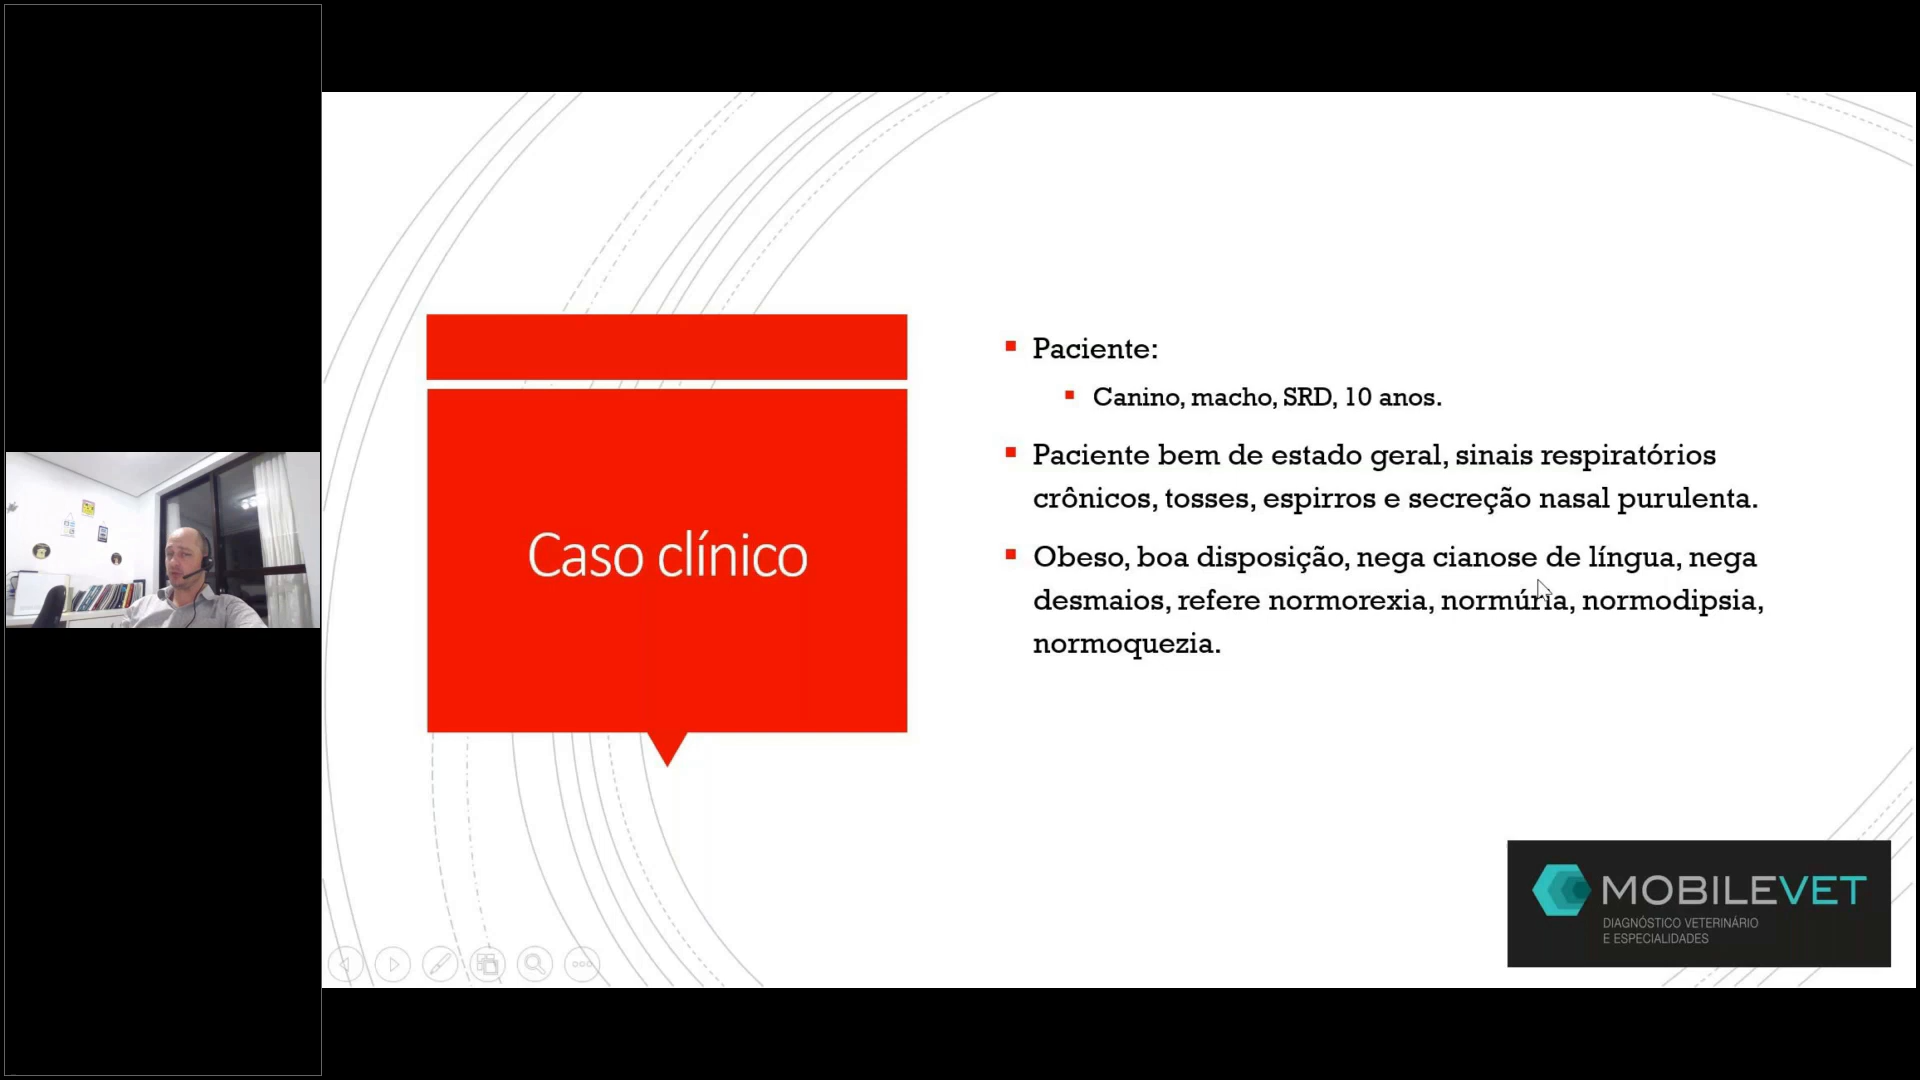 Caso clínico
Paciente:
Canino, macho, SRD, 10 anos.
Paciente bem de estado geral, sinais respiratórios
crônicos, tosses, espirros e secreção nasal purulenta.
Obeso, boa disposição, nega cianose de língua, nega
desmaios, refere normorexia, normúria, normodipsia,
normoquezia.
MOBILEVET
DIAGNÓSTICO VETERINÁRIO
E ESPECIALIDADES